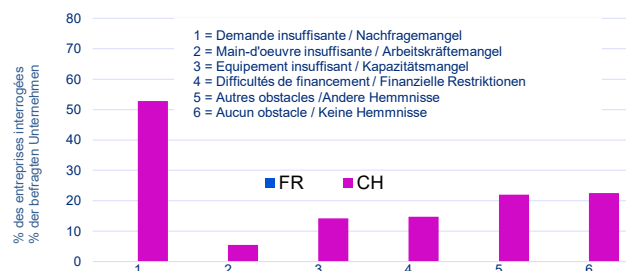 80
70
60
50
40
30
20
10
0
% des entreprises interrogées
% der befragten Unternehmen
1 = Demande insuffisante / Nachfragemangel
2 = Main-d'oeuvre insuffisante / Arbeitskräftemangel
3 = Equipement insuffisant / Kapazitätsmangel
4 = Difficultés de financement / Finanzielle Restriktionen
5 = Autres obstacles /Andere Hemmnisse
6 = Aucun obstacle / Keine Hemmnisse
FR CH
1 2 3 4 5 6